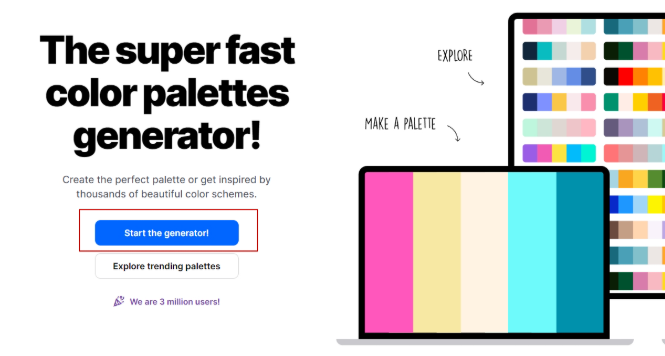 The super fast
color palettes
generator!
Create the perfect palette or get inspired by
thousands of beautiful color schemes.
Start the generator!
Explore trending palettes
We are 3 million users!
EXPLORE
MAKE A PALETTE